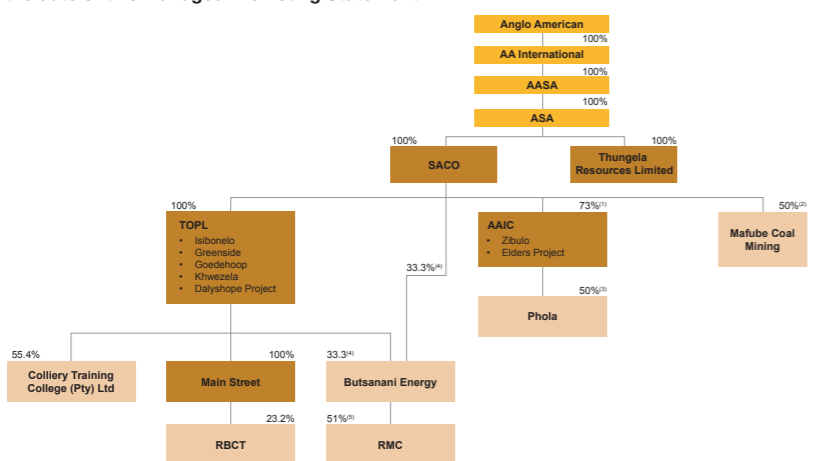 Anglo American
100%
AA International
100%
AASA
100%
ASA
100%
100%
SACO
Thungela
Resources Limited
100%
73%(1)
50%(2)
TOPL
• Isibonelo
• Greenside
• Goedehoop
• Khwezela
• Dalyshope Project
AAIC
• Zibulo
• Elders Project
Mafube Coal
Mining
33.3%(4)
50%(3)
Phola
55.4%
100%
33.3(4)
Colliery Training
College (Pty) Ltd
Main Street
Butsanani Energy
23.2%
51%(5)
RBCT
RMC